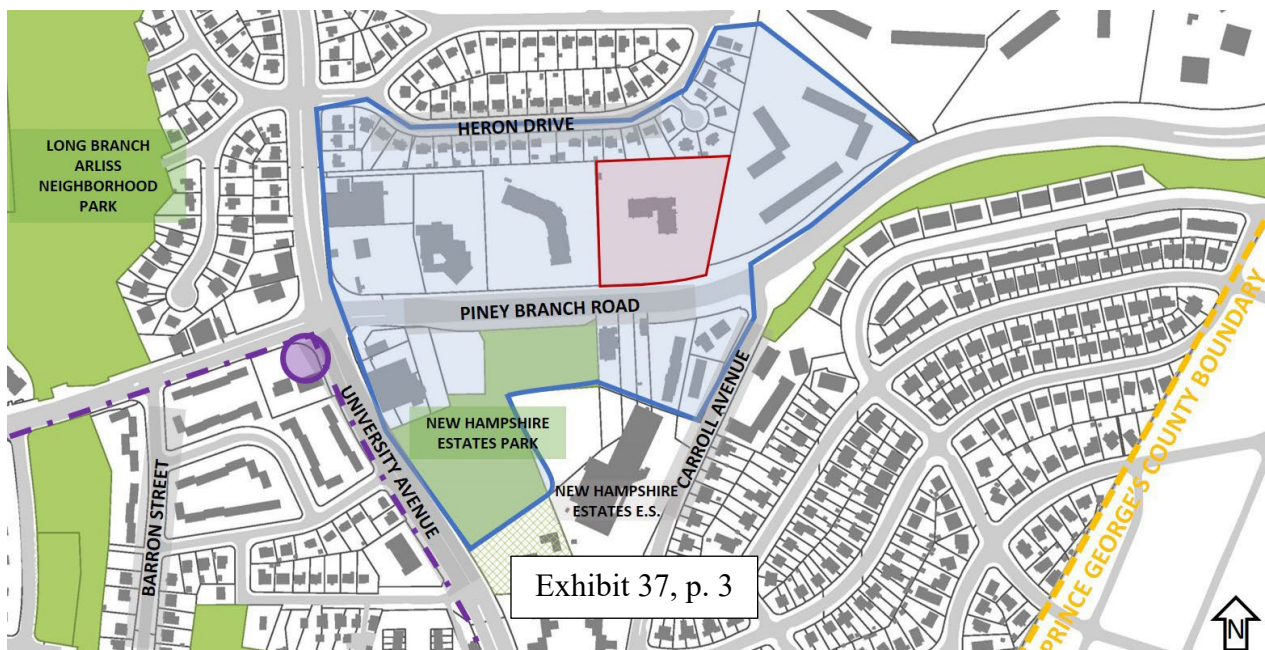 HERON DRIVE
LONG BRANCH
ARLISS
NEIGHBORHOOD
PARK
PINEY BRANCH ROAD
UNIVERSITY AVENUE
NEW HAMPSHIRE
ESTATES PARK
CARROLL AVENUE
BARRON STREET
NEW HAMPSHIRE
ESTATES E.S.
PRINCE GEORGE'S COUNTY BOUNDARY
Exhibit 37, p. 3
N